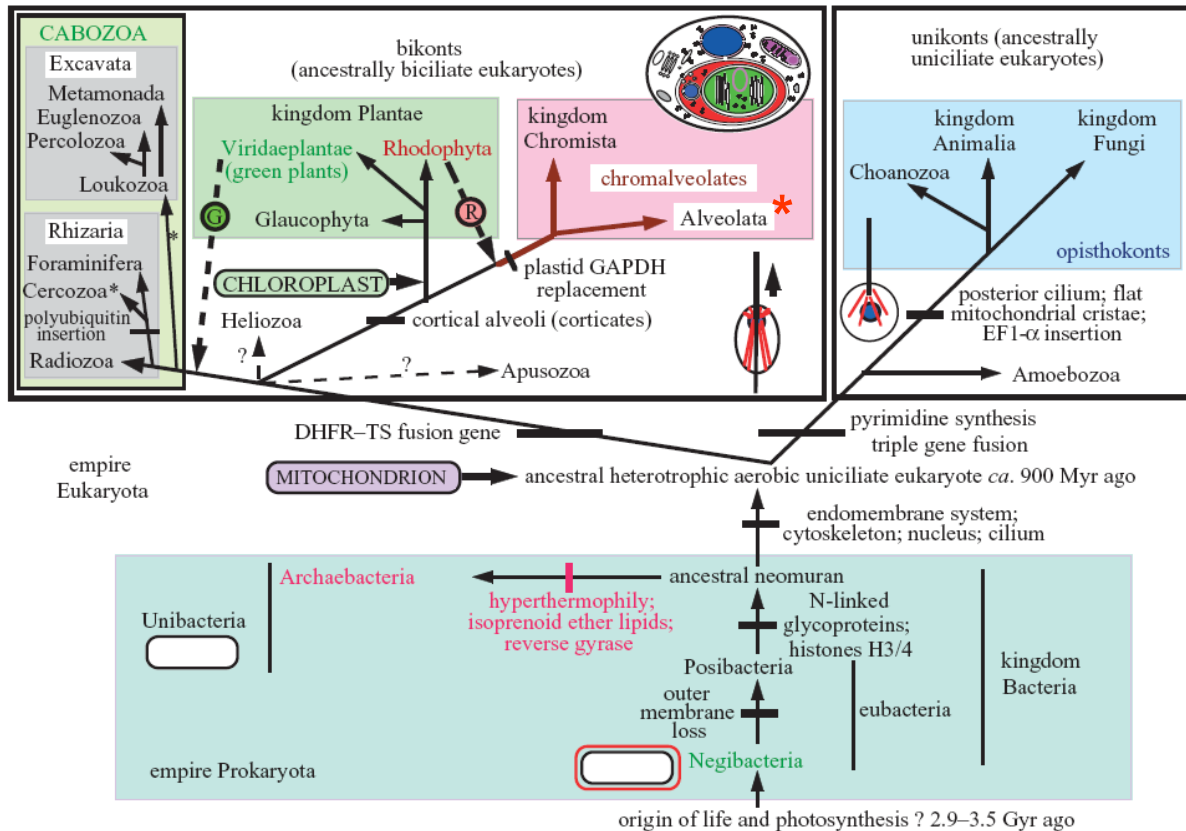 CABOZOA
Excavata
Metamonada
Euglenozoa
Percolozoa
Loukozoa
*
Rhizaria
Foraminifera
Cercozoa*
polyubiquitin
insertion
Radiozoa
bikonts
(ancestrally biciliate eukaryotes)
kingdom Plantae
Viridaeplantae
(green plants)
Rhodophyta
G
R
Glaucophyta
CHLOROPLAST
Heliozoa
?
?
Apusozoa
cortical alveoli (corticates)
plastid GAPDH
replacement
kingdom
Chromista
chromalveolates
Alveolata *
unikonts (ancestrally
uniciliate eukaryotes)
kingdom
Animalia
kingdom
Fungi
Choanozoa
opisthokonts
posterior cilium; flat
mitochondrial cristae;
EF1-α insertion
Amoebozoa
DHFR–TS fusion gene
pyrimidine synthesis
triple gene fusion
empire
Eukaryota
MITOCHONDRION
ancestral heterotrophic aerobic uniciliate eukaryote ca. 900 Myr ago
endomembrane system;
cytoskeleton; nucleus; cilium
Archaebacteria
ancestral neomuran
hyperthermophily;
isoprenoid ether lipids;
reverse gyrase
N-linked
glycoproteins;
histones H3/4
Unibacteria
Posibacteria
kingdom
Bacteria
outer
membrane
loss
eubacteria
Negibacteria
empire Prokaryota
origin of life and photosynthesis ? 2.9–3.5 Gyr ago